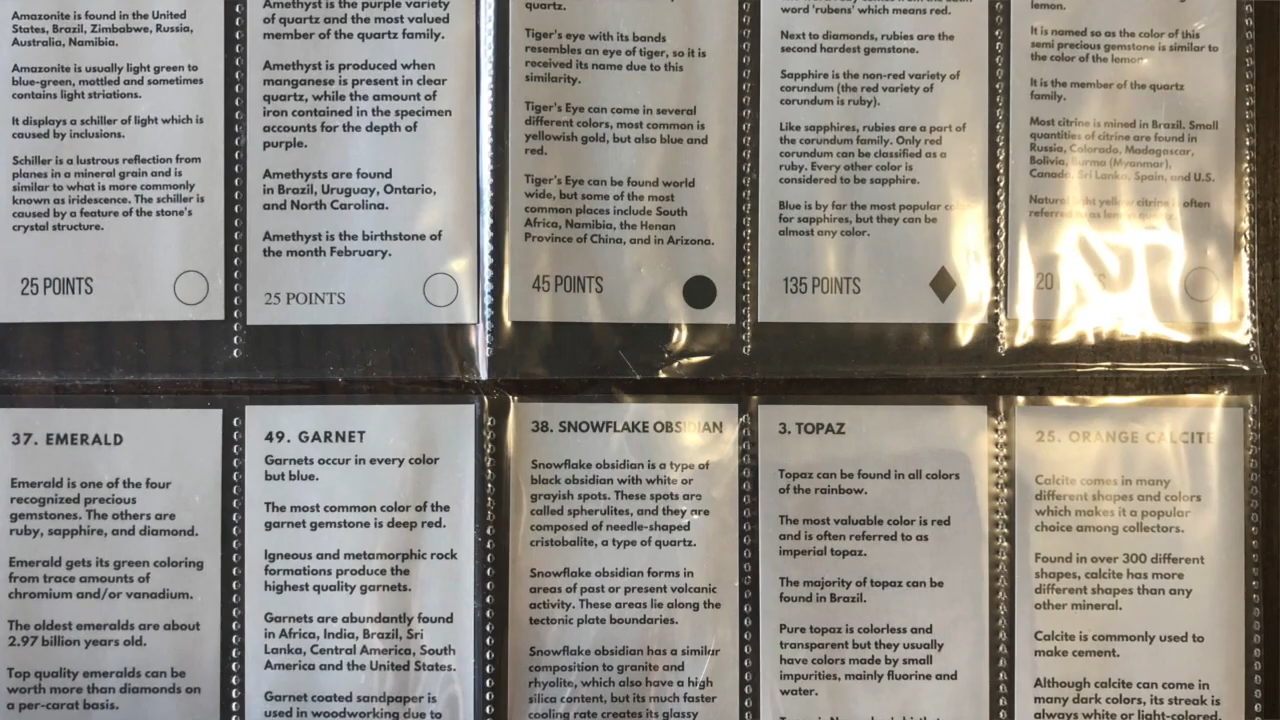 Amazonite is found in the United
States, Brazil, Zimbabwe, Russia,
Australia, Namibia.
Amazonite is usually light green to
blue-green, mottled and sometimes
contains light striations.
It displays a schiller of light which is
caused by inclusions.
Schiller is a lustrous reflection from
planes in a mineral grain and is
similar to what is more commonly
known as iridescence. The schiller is
caused by a feature of the stone's
crystal structure.
25 POINTS
Amethyst is the purple variety
of quartz and the most valued
member of the quartz family.
Amethyst is produced when
manganese is present in clear
quartz, while the amount of
iron contained in the specimen
accounts for the depth of
purple.
Amethysts are found
in Brazil, Uruguay, Ontario,
and North Carolina.
Amethyst is the birthstone of
the month February.
25 POINTS
quartz.
Tiger's eye with its bands
resembles an eye of tiger, so it is
received its name due to this
similarity.
Tiger's Eye can come in several
different colors, most common is
yellowish gold, but also blue and
red.
Tiger's Eye can be found world
wide, but some of the most
common places include South
Africa, Namibia, the Henan
Province of China, and in Arizona.
45 POINTS
word 'rubens' which means red.
Next to diamonds, rubies are the
second hardest gemstone.
Sapphire is the non-red variety of
corundum (the red variety of
corundum is ruby).
Like sapphires, rubies are a part of
the corundum family. Only red
corundum can be classified as a
ruby. Every other color is
considered to be sapphire.
Blue is by far the most popular
for sapphires, but they can be
almost any color.
135 POINTS
lemon.
It is named so as the color of this
semi precious gemstone is similar to
the color of the lemon.
It is the member of the quartz
family.
Most citrine is mined in Brazil. Small
quantities of citrine are found in
Russia, Colorado, Madagascar,
Bolivia, Burma (Myanmar),
Canada, Sri Lanka, Spain, and U.S.
Natural light yellow citrine is often
referred to as lemon quartz.
20
37. EMERALD
Emerald is one of the four
recognized precious
gemstones. The others are
ruby, sapphire, and diamond.
Emerald gets its green coloring
from trace amounts of
chromium and/or vanadium.
The oldest emeralds are about
2.97 billion years old.
Top quality emeralds can be
worth more than diamonds on
a per-carat basis.
49. GARNET
Garnets occur in every color
but blue.
The most common color of the
garnet gemstone is deep red.
Igneous and metamorphic rock
formations produce the
highest quality garnets.
Garnets are abundantly found
in Africa, India, Brazil, Sri
Lanka, Central America, South
America and the United States.
Garnet coated sandpaper is
used in woodworking due to
38. SNOWFLAKE OBSIDIAN
Snowflake obsidian is a type of
black obsidian with white or
grayish spots. These spots are
called spherulites, and they are
composed of needle-shaped
cristobalite, a type of quartz.
Snowflake obsidian forms in
areas of past or present volcanic
activity. These areas lie along the
tectonic plate boundaries.
Snowflake obsidian has a similar
composition to granite and
rhyolite, which also have a high
silica content, but its much faster
cooling rate creates its glassy
3. TOPAZ
Topaz can be found in all colors
of the rainbow.
The most valuable color is red
and is often referred to as
imperial topaz.
The majority of topaz can be
found in Brazil.
Pure topaz is colorless and
transparent but they usually
have colors made by small
impurities, mainly fluorine and
water.
25. ORANGE CALCITE
Calcite comes in many
different shapes and colors
which makes it a popular
choice among collectors.
Found in over 300 different
shapes, calcite has more
different shapes than any
other mineral.
Calcite is commonly used to
make cement.
Although calcite can come in
many dark colors, its streak is
always white or light-colored.